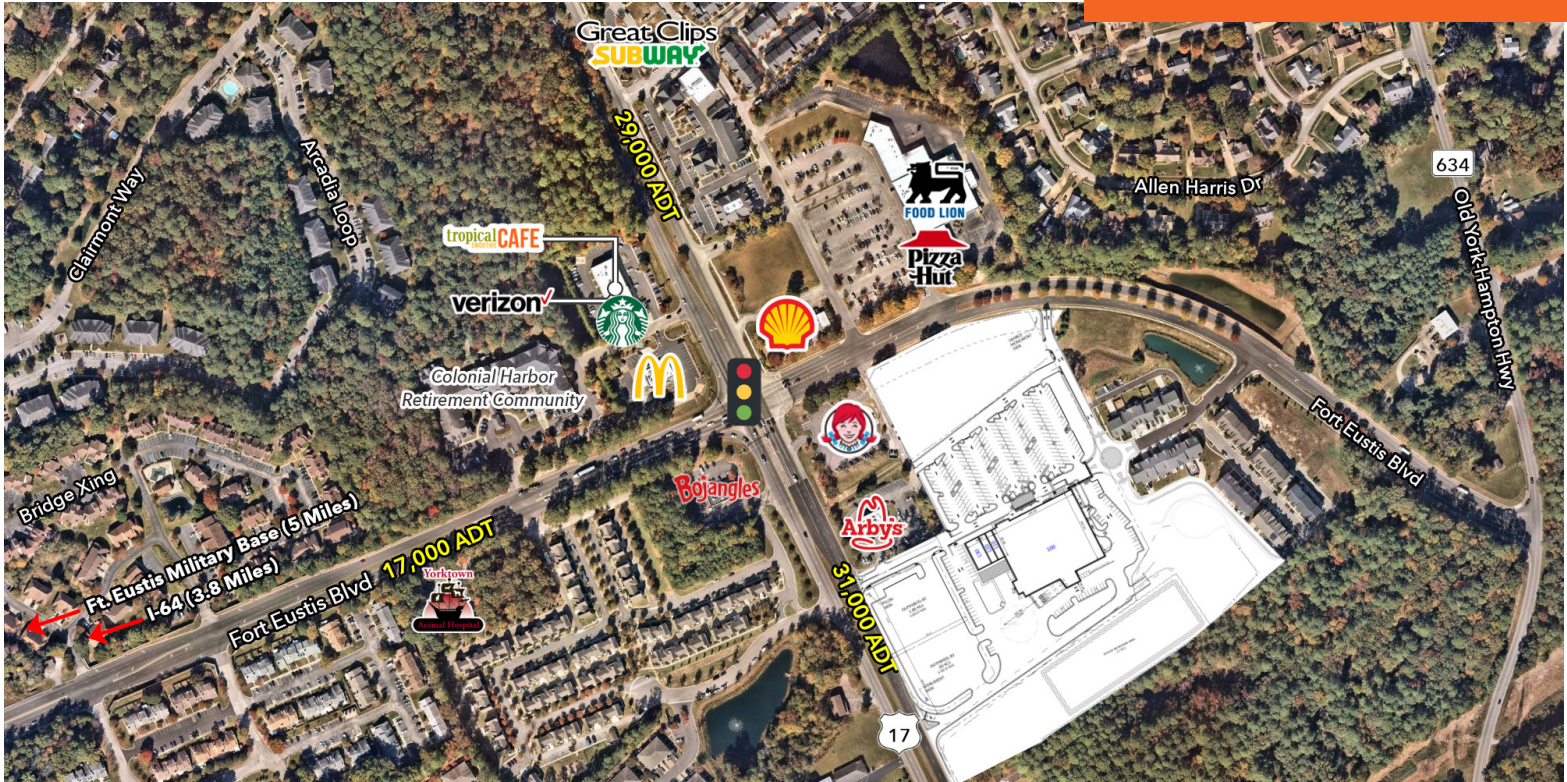 Great Clips
SUBWAY
29,000 ADT
Arcadia Loop
Clairmont Way
FOOD LION
634
Allen Harris Dr
Old York-Hampton Hwy
tropical CAFE
SMOOTHIE
Pizza
Hut
verizon
Colonial Harbor
Retirement Community
Fort Eustis Blvd
Bridge Xing
Bojangles
Arby's
Ft. Eustis Military Base (5 Miles)
I-64 (3.8 Miles)
17,000 ADT
Fort Eustis Blvd
Yorktown
Animal Hospital
31,000 ADT
100
17